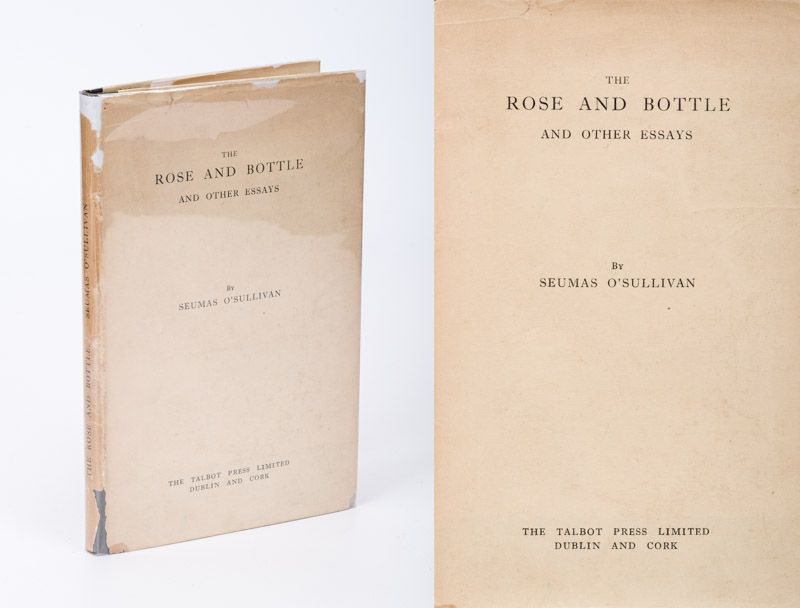 THE
ROSE AND BOTTLE
AND OTHER ESSAYS
BY
SEUMAS O'SULLIVAN
THE TALBOT PRESS LIMITED
DUBLIN AND CORK
THE ROSE AND BOTTLE. SEUMAS O'SULLIVAN
THE
ROSE AND BOTTLE
AND OTHER ESSAYS
By
SEUMAS O'SULLIVAN
THE TALBOT PRESS LIMITED
DUBLIN AND CORK